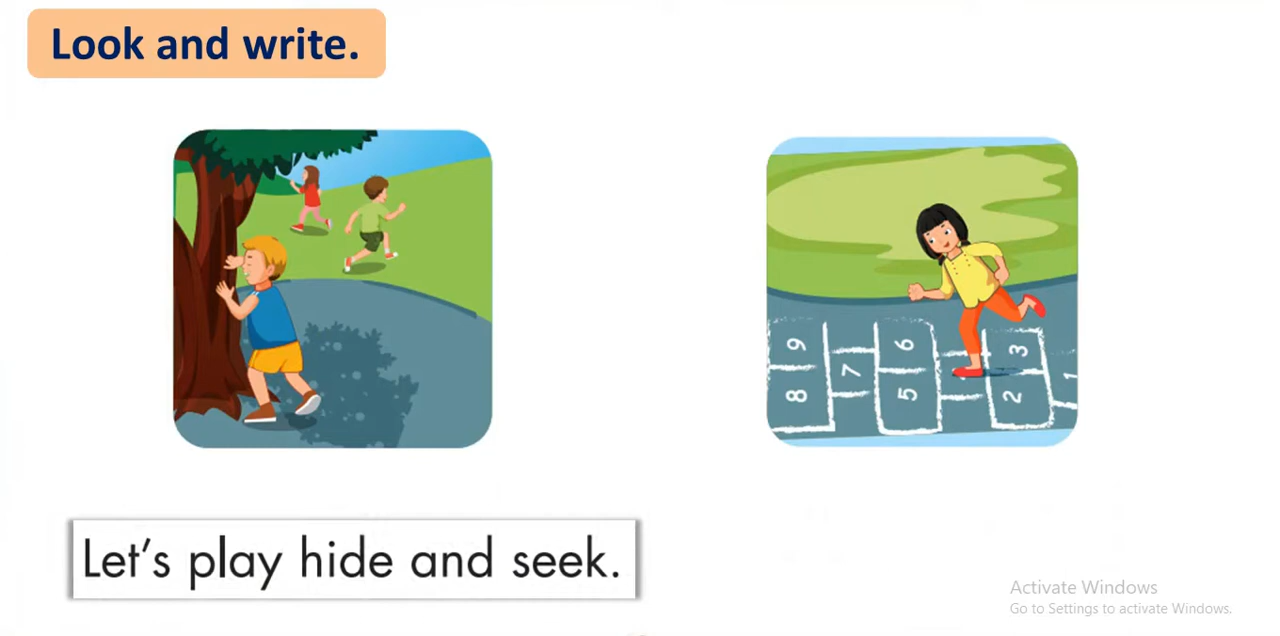 Look and write.
9
6
3
7
1
8
5
2
Let's play hide and seek.
Activate Windows
Go to Settings to activate Windows.